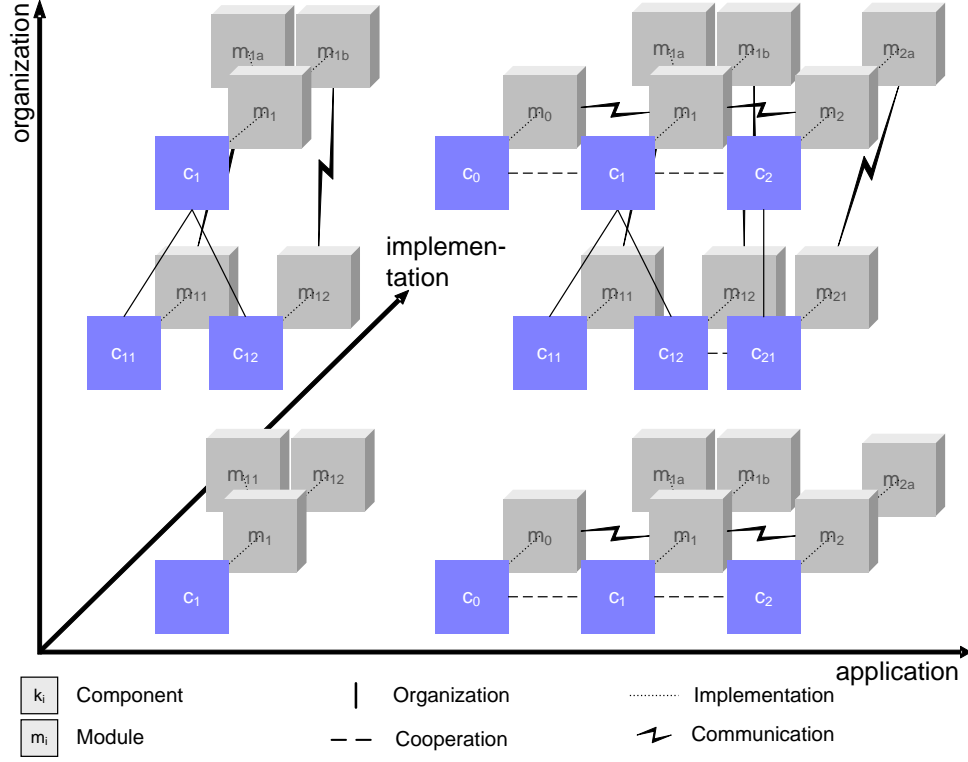 organization
m1a m1b
m1
c1
m11 m12
c11 c12
implemen-
tation
m1a m1b m2a
m0 m1 m2
c0 c1 c2
m11 m12 m21
c11 c12 c21
m11 m12
m1
c1
m1a m1b m2a
m0 m1 m2
c0 c1 c2
application
ki Component Organization Implementation
mi Module Cooperation Communication